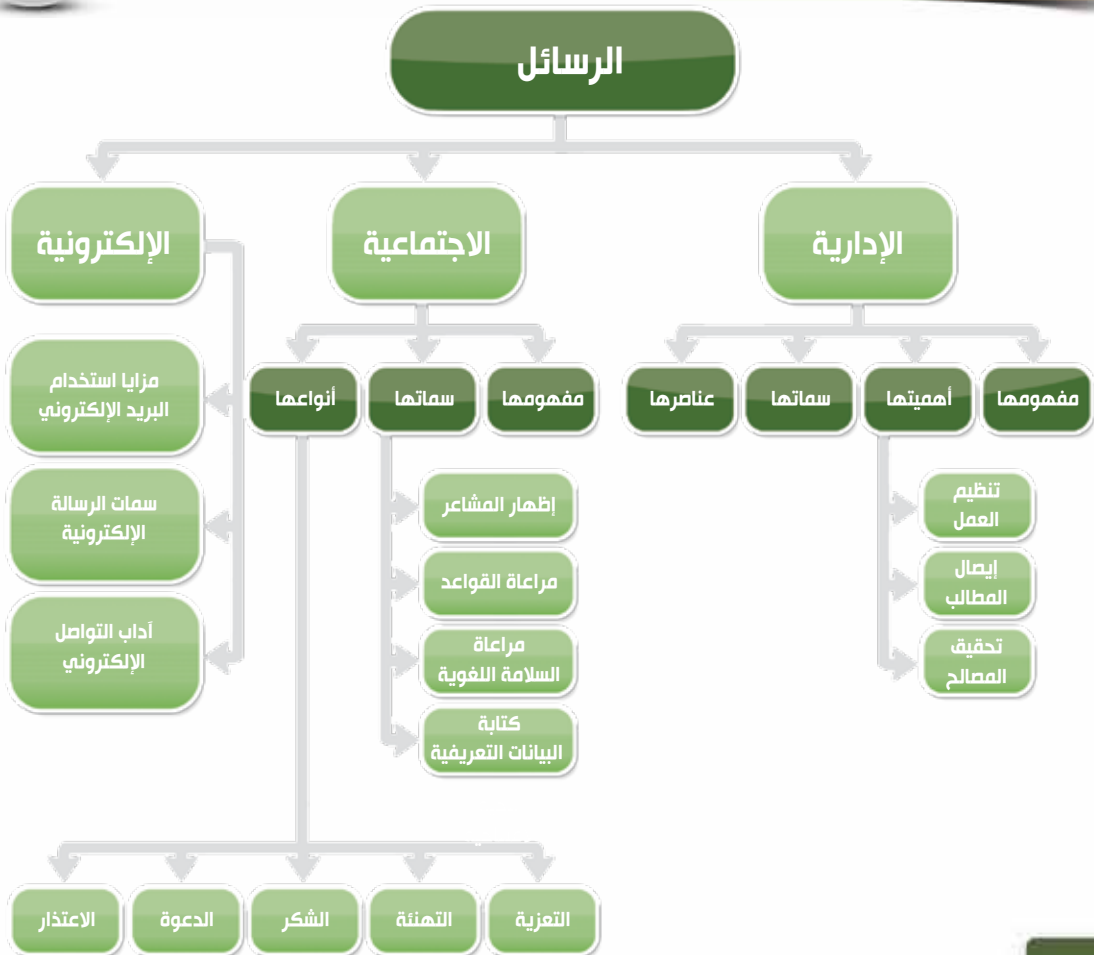 الرسائل
الإدارية
الاجتماعية
الإلكترونية
مفهومها
أهميتها
سماتها
عناصرها
تنظيم
العمل
إيصال
المطالب
تحقيق
المصالح
مفهومها
سماتها
أنواعها
إظهار المشاعر
مراعاة القواعد
مراعاة
السلامة اللغوية
كتابة
البيانات التعريفية
التعزية
التهنئة
الشكر
الدعوة
الاعتذار
مزايا استخدام
البريد الإلكتروني
سمات الرسالة
الإلكترونية
آداب التواصل
الإلكتروني